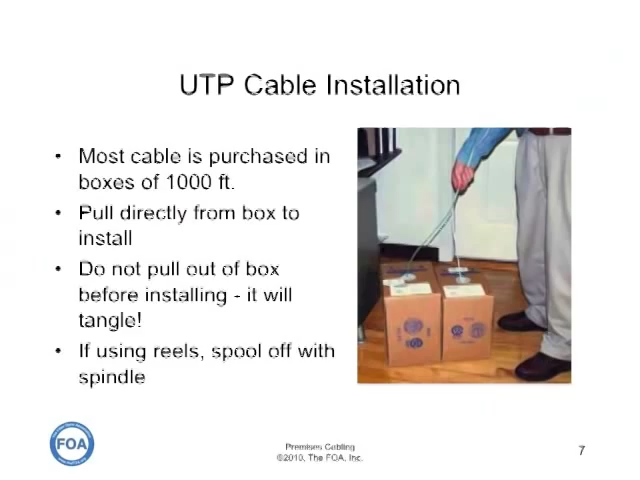 UTP Cable Installation
• Most cable is purchased in
boxes of 1000 ft.
• Pull directly from box to
install
• Do not pull out of box
before installing - it will
tangle!
• If using reels, spool off with
spindle
FOA
Premises Cabling
©2010, The FOA, Inc.
7